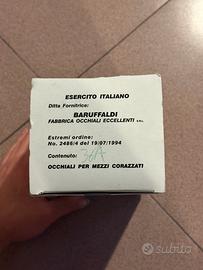 ESERCITO ITALIANO
Ditta Fornitrice:
BARUFFALDI
FABBRICA OCCHIALI ECCELLENTI S.R.L.
Estremi ordine:
No. 2486/4 del 19/07/1994
Contenuto:
OCCHIALI PER MEZZI CORAZZATI
subito